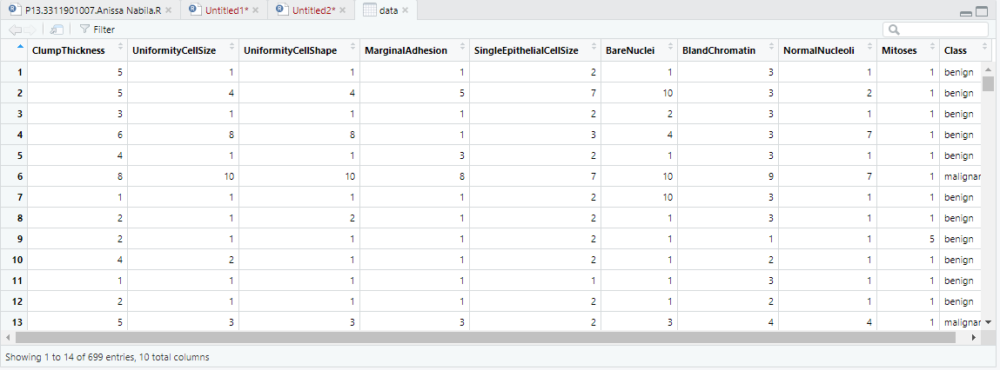 P13.3311901007.Anissa Nabila.R Untitled1* Untitled2* data
Filter
ClumpThickness UniformityCellSize UniformityCellShape MarginalAdhesion SingleEpithelialCellSize BareNuclei BlandChromatin NormalNucleoli Mitoses Class
1 5 1 1 1 2 1 3 1 1 benign
2 5 4 4 5 7 10 3 2 1 benign
3 3 1 1 1 2 2 3 1 1 benign
4 6 8 8 1 3 4 3 7 1 benign
5 4 1 1 3 2 1 3 1 1 benign
6 8 10 10 8 7 10 9 7 1 malignar
7 1 1 1 1 2 10 3 1 1 benign
8 2 1 2 1 2 1 3 1 1 benign
9 2 1 1 1 2 1 1 1 5 benign
10 4 2 1 1 2 1 2 1 1 benign
11 1 1 1 1 1 1 3 1 1 benign
12 2 1 1 1 2 1 2 1 1 benign
13 5 3 3 3 2 3 4 4 1 malignar
Showing 1 to 14 of 699 entries, 10 total columns